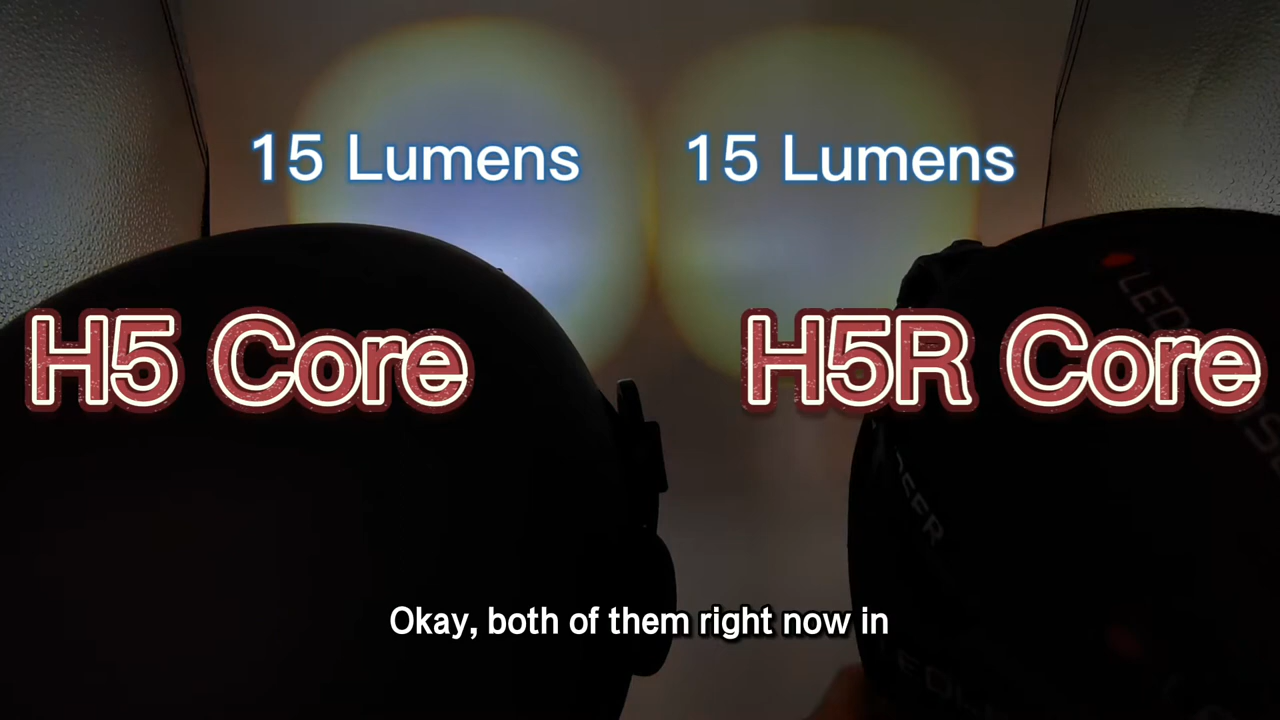 15 Lumens
15 Lumens
H5 Core
H5R Core
Okay, both of them right now in